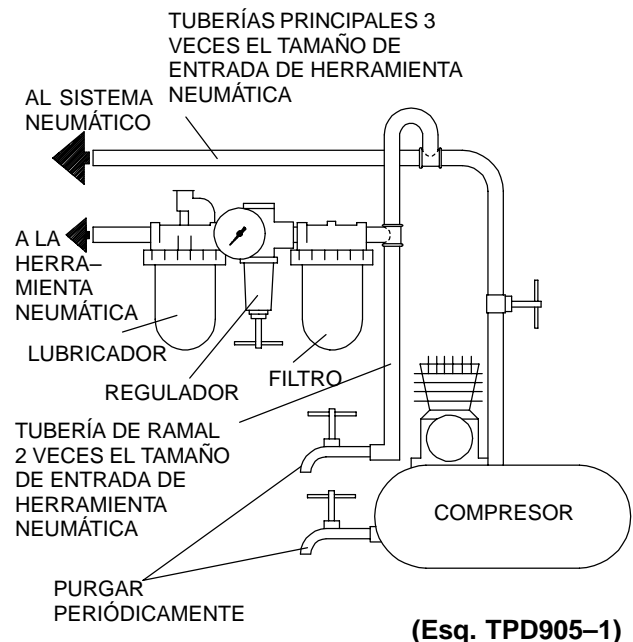 TUBERÍAS PRINCIPALES 3
VECES EL TAMAÑO DE
ENTRADA DE HERRAMIENTA
NEUMÁTICA
AL SISTEMA
NEUMÁTICO
A LA
HERRA–
MIENTA
NEUMÁTICA
LUBRICADOR
REGULADOR
FILTRO
TUBERÍA DE RAMAL
2 VECES EL TAMAÑO
DE ENTRADA DE
HERRAMIENTA
NEUMÁTICA
COMPRESOR
PURGAR
PERIÓDICAMENTE
(Esq. TPD905–1)